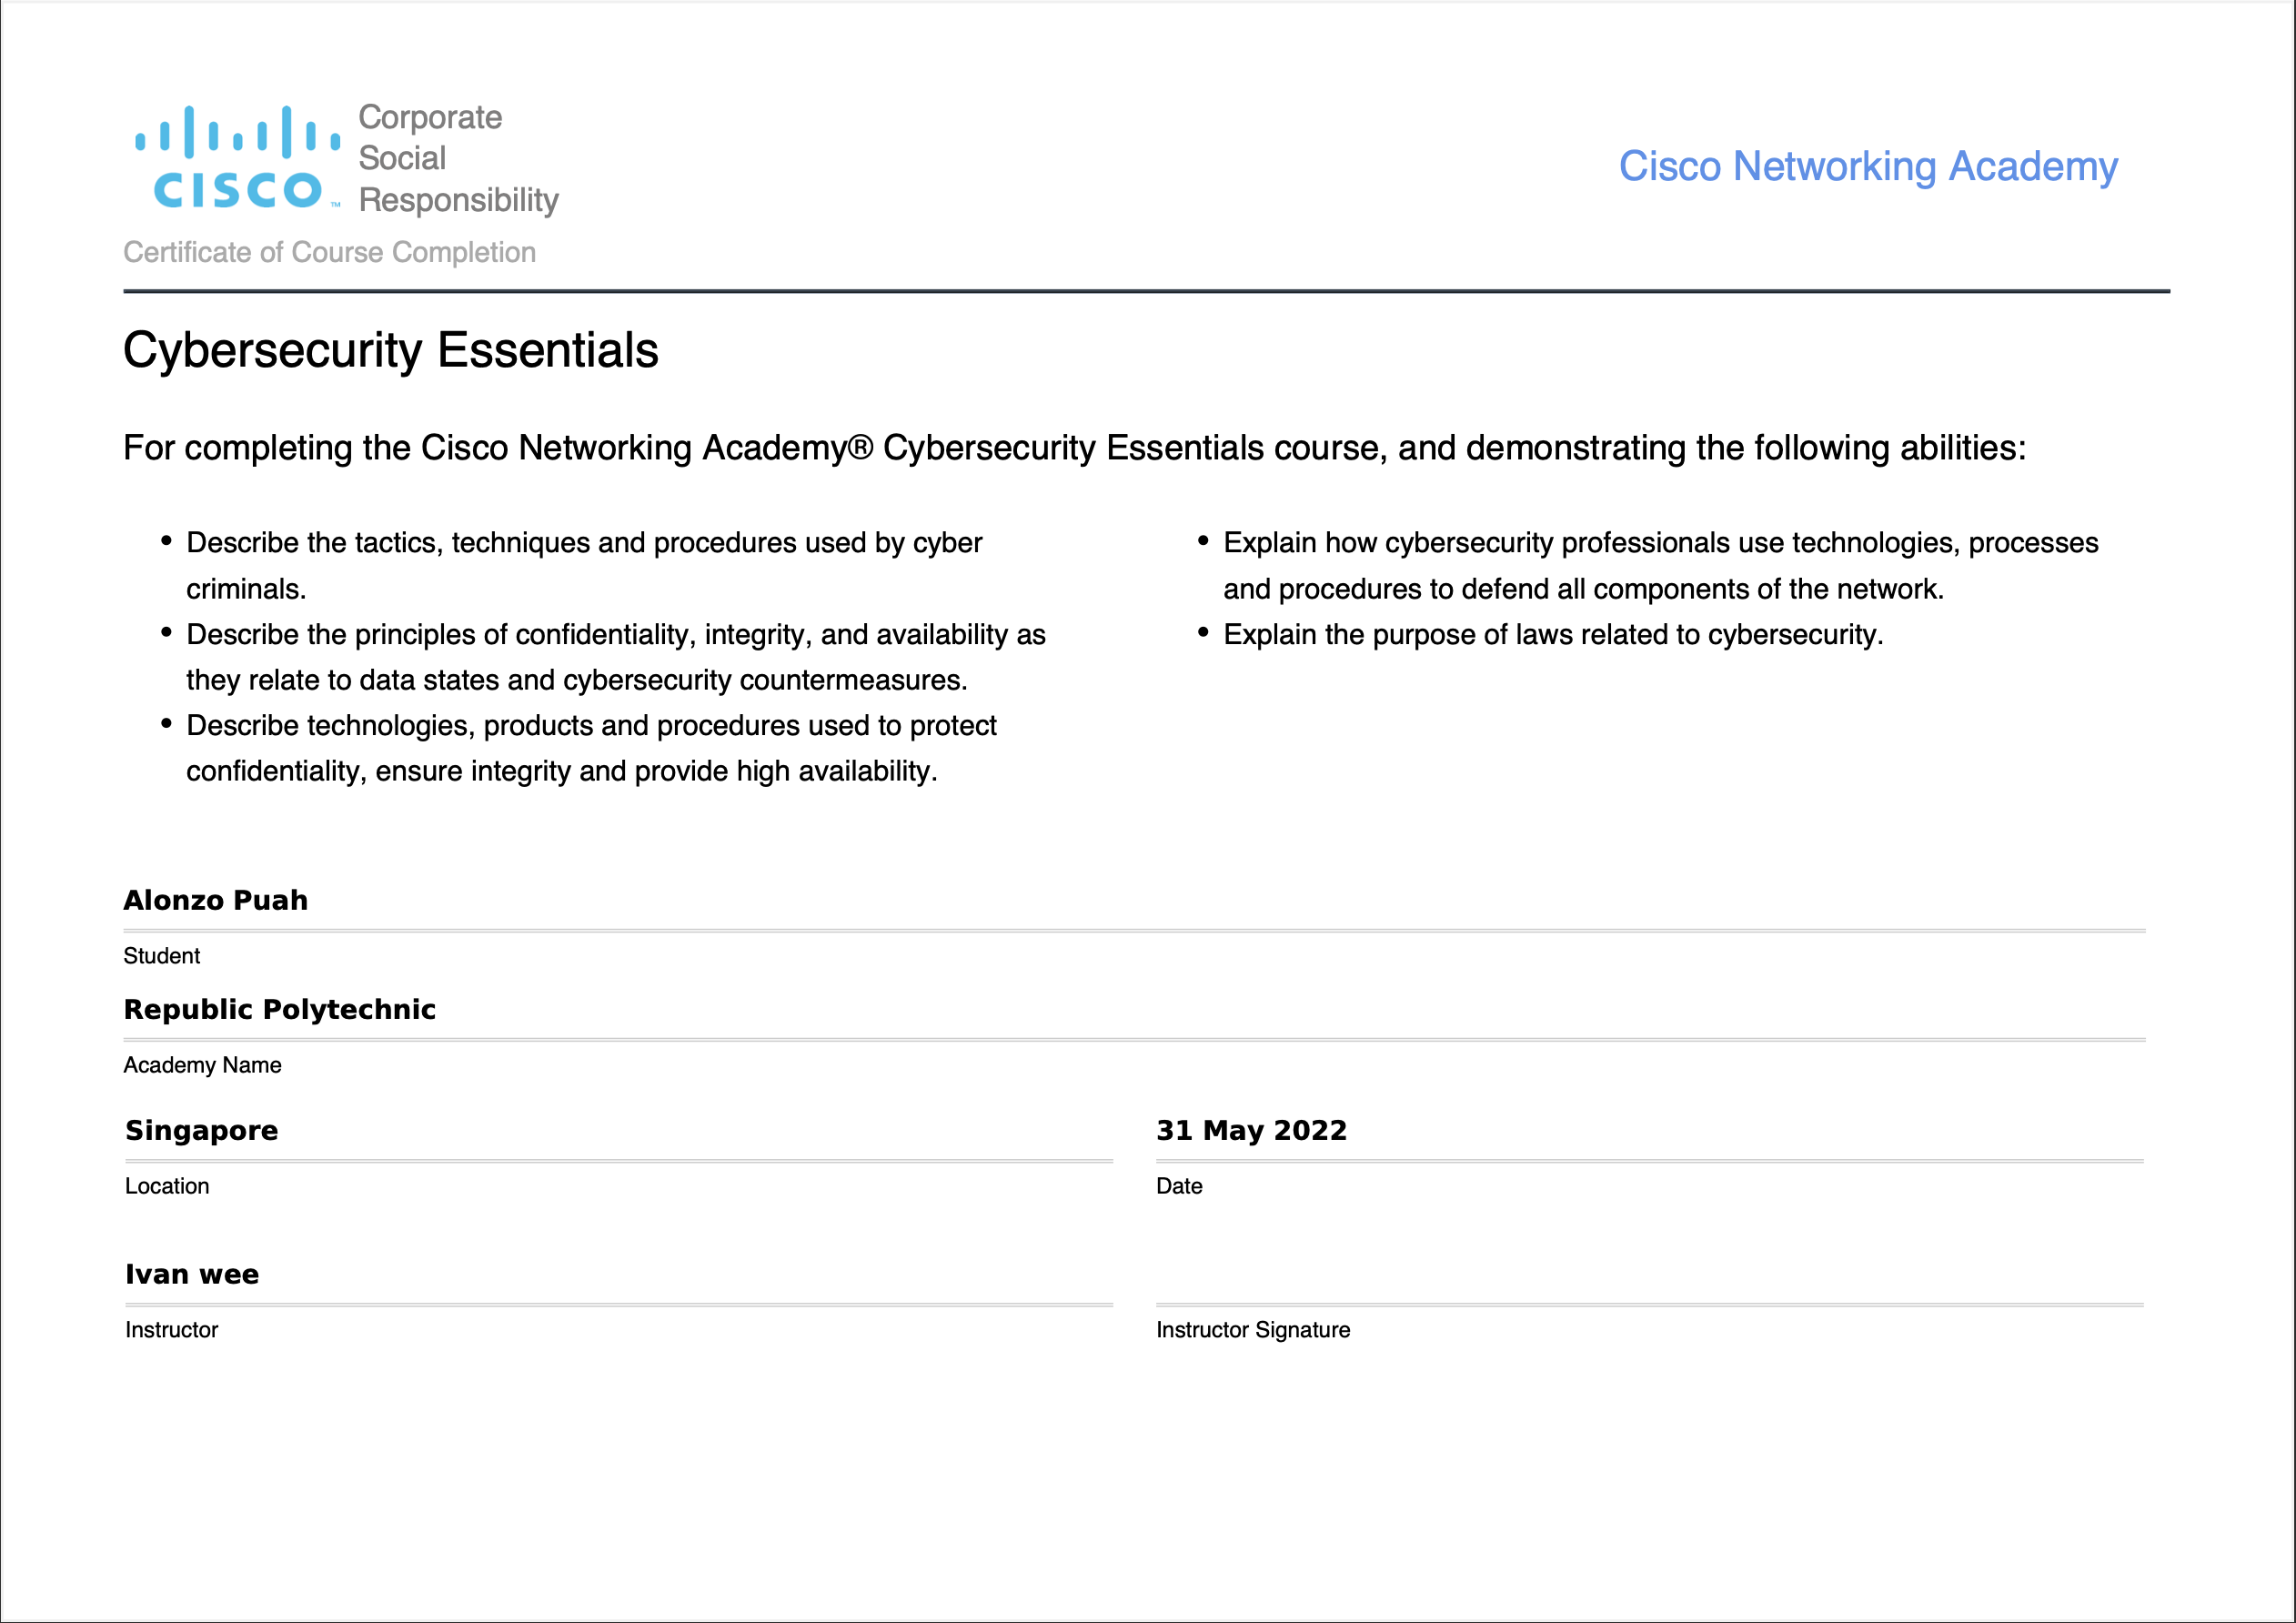 Corporate
Social
Responsibility
CISCO™
Cisco Networking Academy
Certificate of Course Completion
Cybersecurity Essentials
For completing the Cisco Networking Academy® Cybersecurity Essentials course, and demonstrating the following abilities:
• Describe the tactics, techniques and procedures used by cyber
criminals.
• Describe the principles of confidentiality, integrity, and availability as
they relate to data states and cybersecurity countermeasures.
• Describe technologies, products and procedures used to protect
confidentiality, ensure integrity and provide high availability.
• Explain how cybersecurity professionals use technologies, processes
and procedures to defend all components of the network.
• Explain the purpose of laws related to cybersecurity.
Alonzo Puah
Student
Republic Polytechnic
Academy Name
Singapore
Location
31 May 2022
Date
Ivan wee
Instructor
Instructor Signature